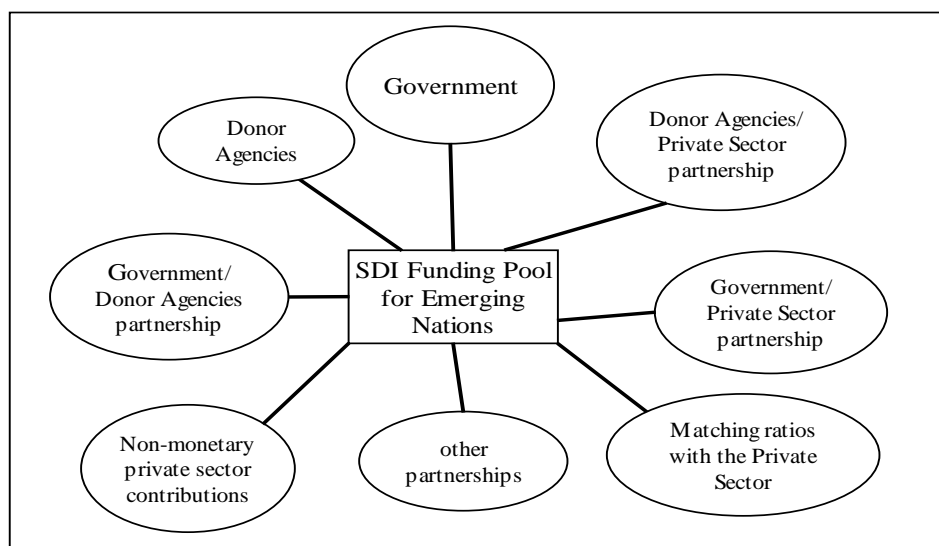 Government
Donor
Agencies
Donor Agencies/
Private Sector
partnership
SDI Funding Pool
for Emerging
Nations
Government/
Donor Agencies
partnership
Government/
Private Sector
partnership
Non-monetary
private sector
contributions
other
partnerships
Matching ratios
with the Private
Sector